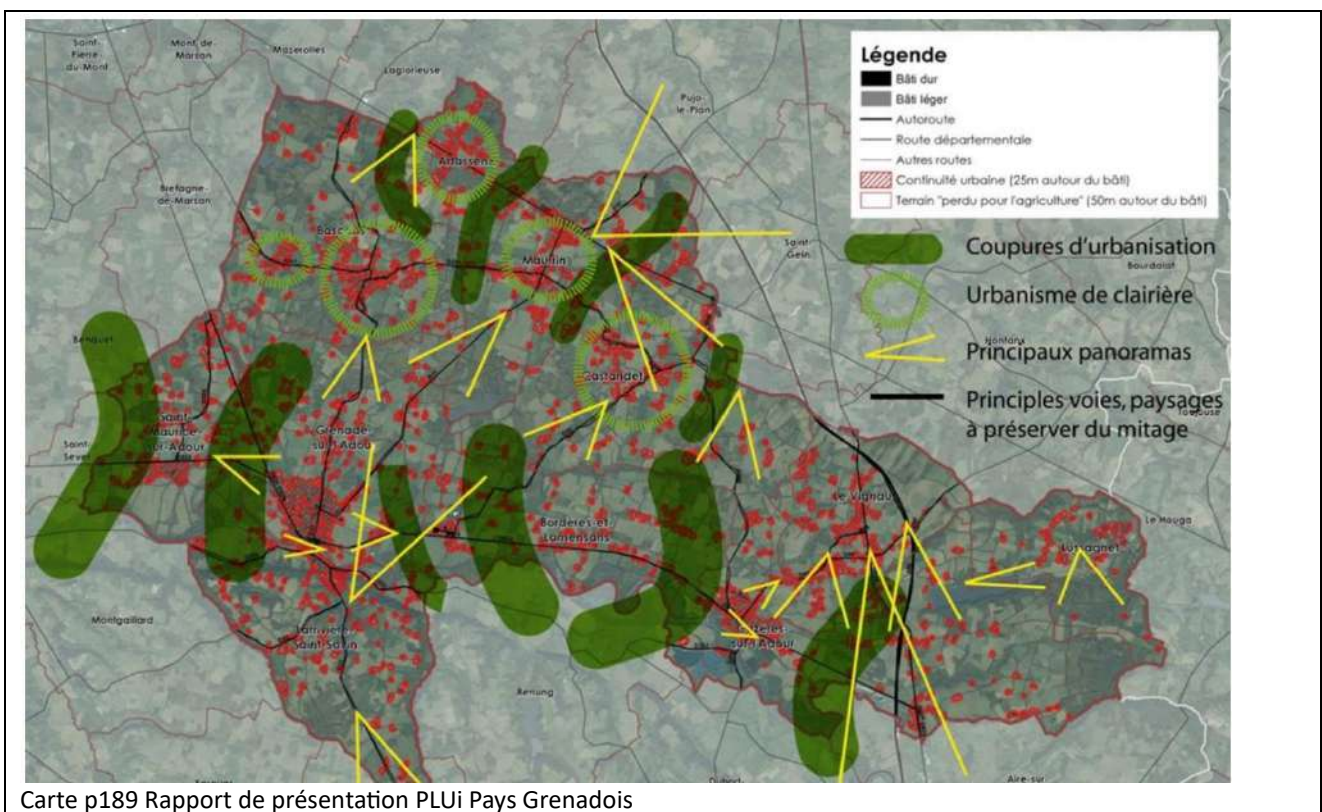 Saint-
Pierre
du-Mont
Mont-de-
Marsan
Mazerolles
Laglorieuse
Pujo-
le-Plan
Artassenx
Bretagne-
de-Marsan
Bascons
Maurrin
Saint-
Gein
Bourdalat
Hontanx
Toujouse
Benquet
Castandet
Saint-
Maurice-
sur-Adour
Saint-
Sever
Grenade-
sur-l'Adour
Le Vignau
Bordères-et-
Lamensans
Le Houga
Lussagnet
Montgaillard
Larrivière-
Saint-Savin
Cazères-
sur-l'Adour
Renung
Aire-sur-
Légende
Bâti dur
Bâti léger
Autoroute
Route départementale
Autres routes
Continuité urbaine (25m autour du bâti)
Terrain "perdu pour l'agriculture" (50m autour du bâti)
Coupures d'urbanisation
Urbanisme de clairière
Principaux panoramas
Principles voies, paysages
à préserver du mitage
Carte p189 Rapport de présentation PLUi Pays Grenadois